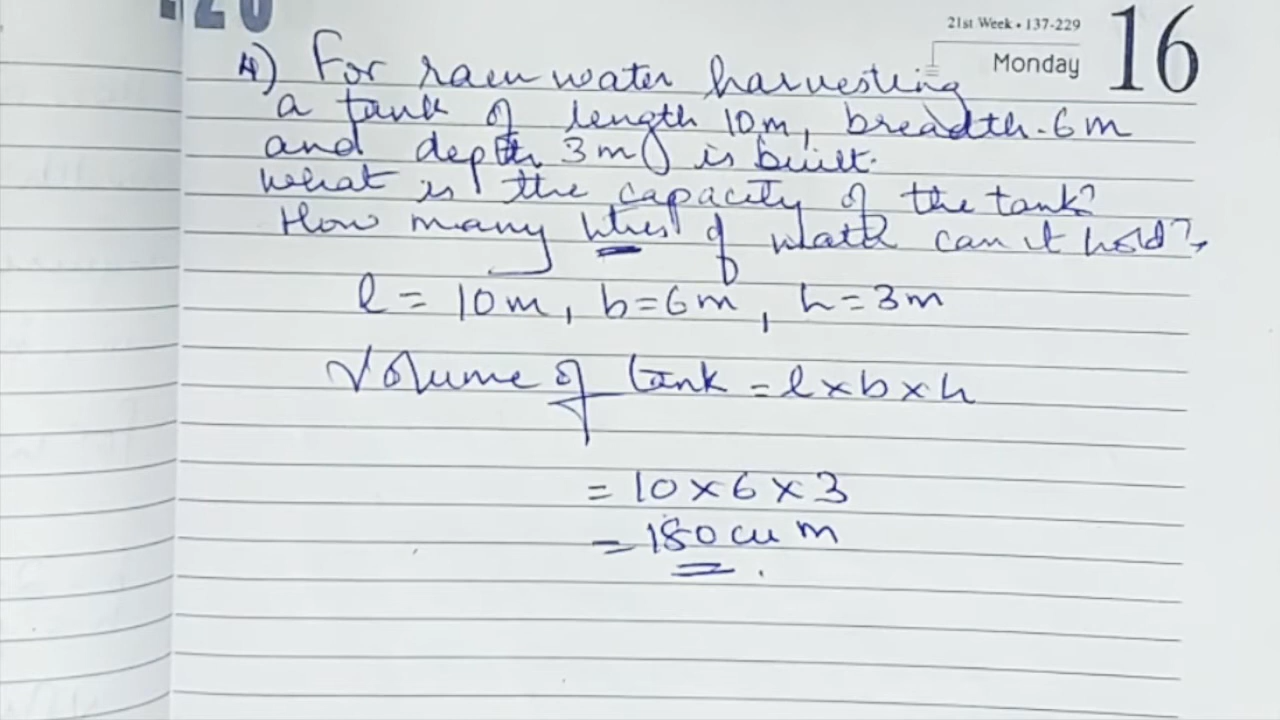 21st Week • 137-229
Monday
16
4) For rain water harvesting
a tank of length 10m, breadth-6m
and depth 3m is built.
What is the capacity of the tank?
How many litres of water can it hold?
l = 10m, b=6m, h=3m
Volume of tank = l×b×h
= 10×6×3
= 180 cu m